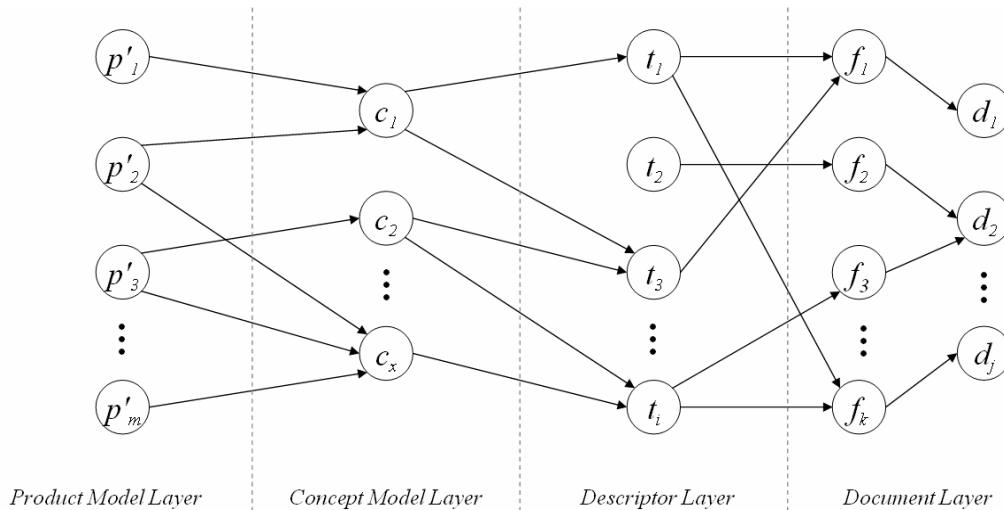 p'1 t1 f1
c1 d1
p'2 t2 f2
c2 d2
p'3 t3 f3
cx dj
p'm ti fk
Product Model Layer Concept Model Layer Descriptor Layer Document Layer